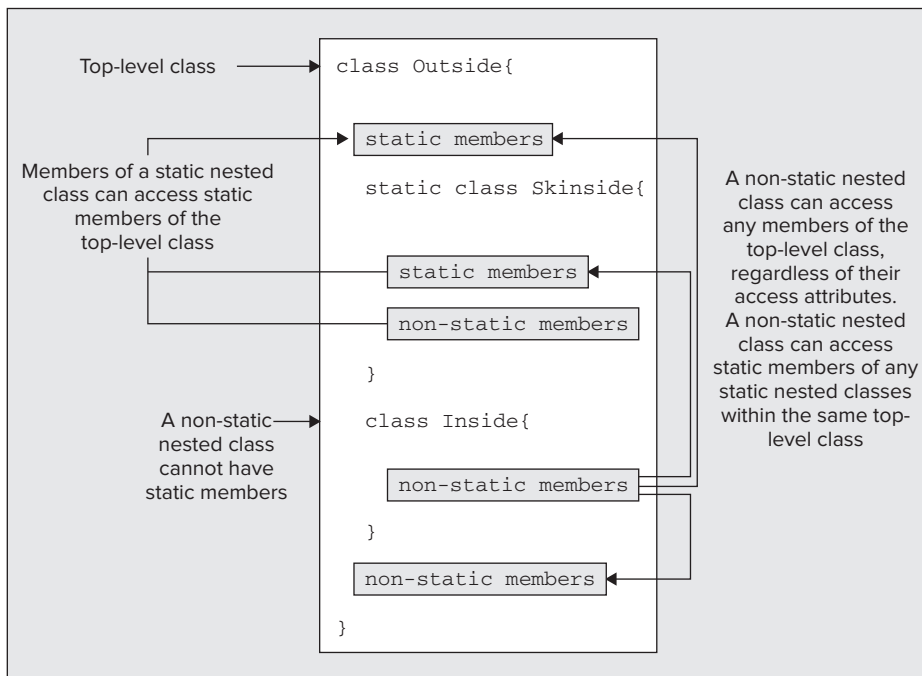 Top-level class
class Outside{
static members
Members of a static nested
class can access static
members of the
top-level class
static class Skinside{
static members
non-static members
}
A non-static
nested class
cannot have
static members
class Inside{
non-static members
}
non-static members
}
A non-static nested
class can access
any members of the
top-level class,
regardless of their
access attributes.
A non-static nested
class can access
static members of any
static nested classes
within the same top-
level class